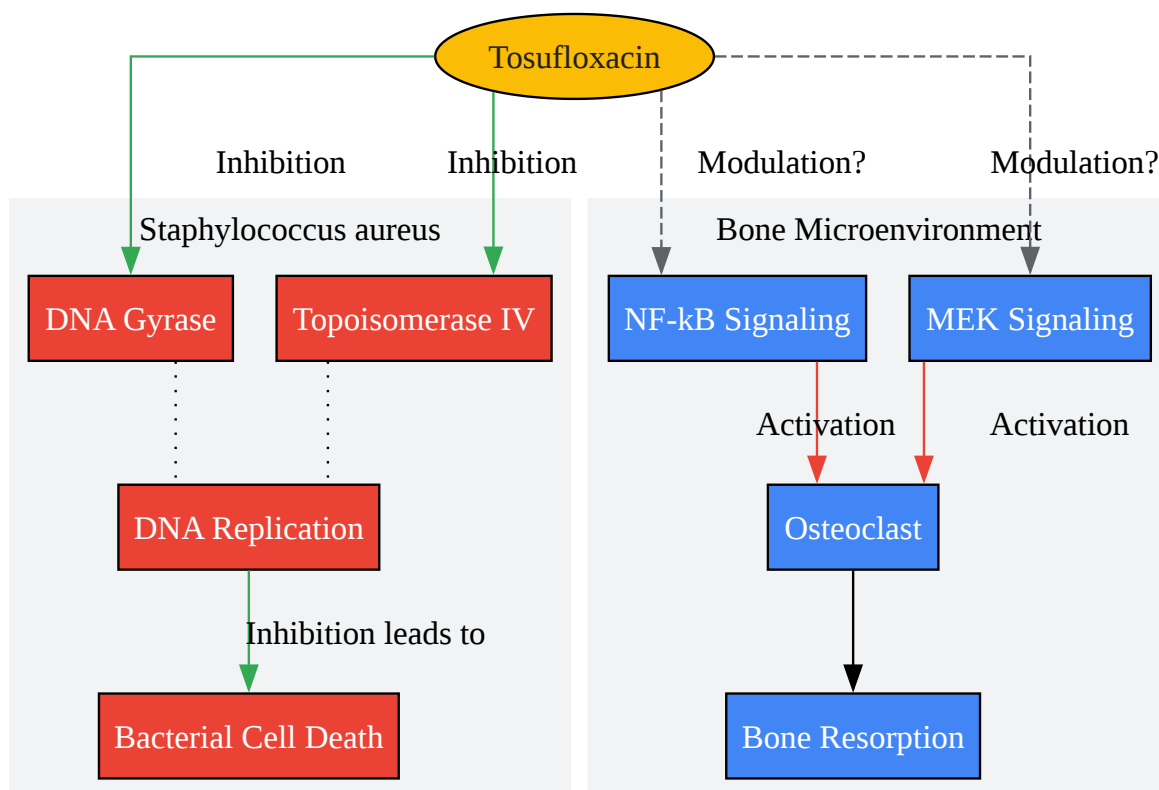 Tosufloxacin
Inhibition
Inhibition
Modulation?
Modulation?
Staphylococcus aureus
Bone Microenvironment
DNA Gyrase
Topoisomerase IV
NF-kB Signaling
MEK Signaling
Activation
Activation
DNA Replication
Osteoclast
Inhibition leads to
Bacterial Cell Death
Bone Resorption